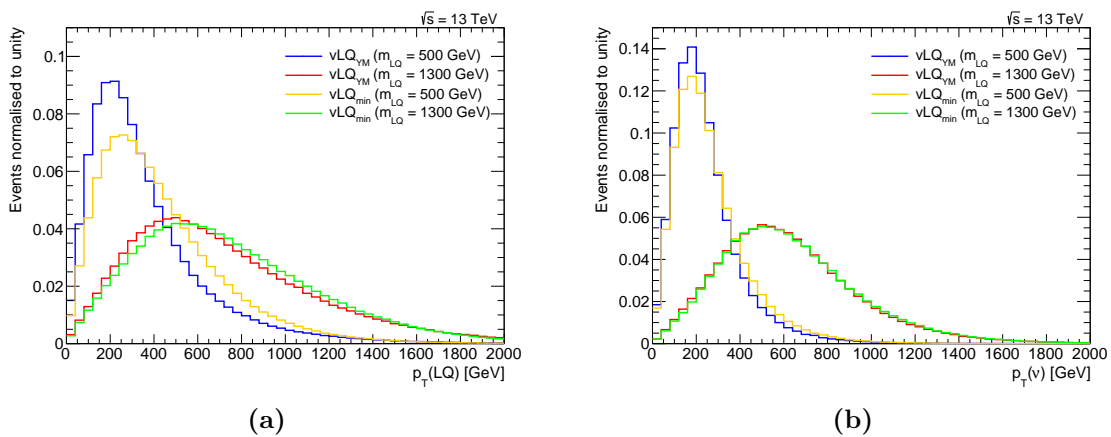 √s = 13 TeV
Events normalised to unity
0.1
0.08
0.06
0.04
0.02
0
vLQ_YM (m_LQ = 500 GeV)
vLQ_YM (m_LQ = 1300 GeV)
vLQ_min (m_LQ = 500 GeV)
vLQ_min (m_LQ = 1300 GeV)
0 200 400 600 800 1000 1200 1400 1600 1800 2000
p_T(LQ) [GeV]
(a)
√s = 13 TeV
Events normalised to unity
0.14
0.12
0.1
0.08
0.06
0.04
0.02
0
vLQ_YM (m_LQ = 500 GeV)
vLQ_YM (m_LQ = 1300 GeV)
vLQ_min (m_LQ = 500 GeV)
vLQ_min (m_LQ = 1300 GeV)
0 200 400 600 800 1000 1200 1400 1600 1800 2000
p_T(ν) [GeV]
(b)